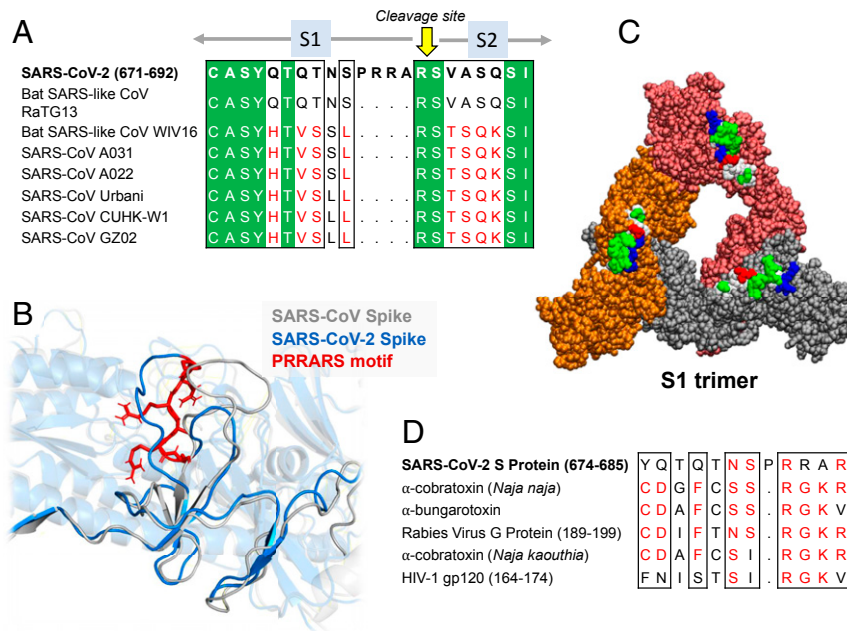 A
Cleavage site
S1
S2
SARS-CoV-2 (671-692) C A S Y Q T Q T N S P R R A R S V A S Q S I
Bat SARS-like CoV
RaTG13 C A S Y Q T Q T N S . . . . R S V A S Q S I
Bat SARS-like CoV WIV16 C A S Y H T V S S L . . . . R S T S Q K S I
SARS-CoV A031 C A S Y H T V S S L . . . . R S T S Q K S I
SARS-CoV A022 C A S Y H T V S S L . . . . R S T S Q K S I
SARS-CoV Urbani C A S Y H T V S L L . . . . R S T S Q K S I
SARS-CoV CUHK-W1 C A S Y H T V S L L . . . . R S T S Q K S I
SARS-CoV GZ02 C A S Y H T V S L L . . . . R S T S Q K S I
B
SARS-CoV Spike
SARS-CoV-2 Spike
PRRARS motif
C
S1 trimer
D
SARS-CoV-2 S Protein (674-685) Y Q T Q T N S P R R A R
α-cobratoxin (Naja naja) C D G F C S S . R G K R
α-bungarotoxin C D A F C S S . R G K V
Rabies Virus G Protein (189-199) C D I F T N S . R G K R
α-cobratoxin (Naja kaouthia) C D A F C S I . R G K R
HIV-1 gp120 (164-174) F N I S T S I . R G K V